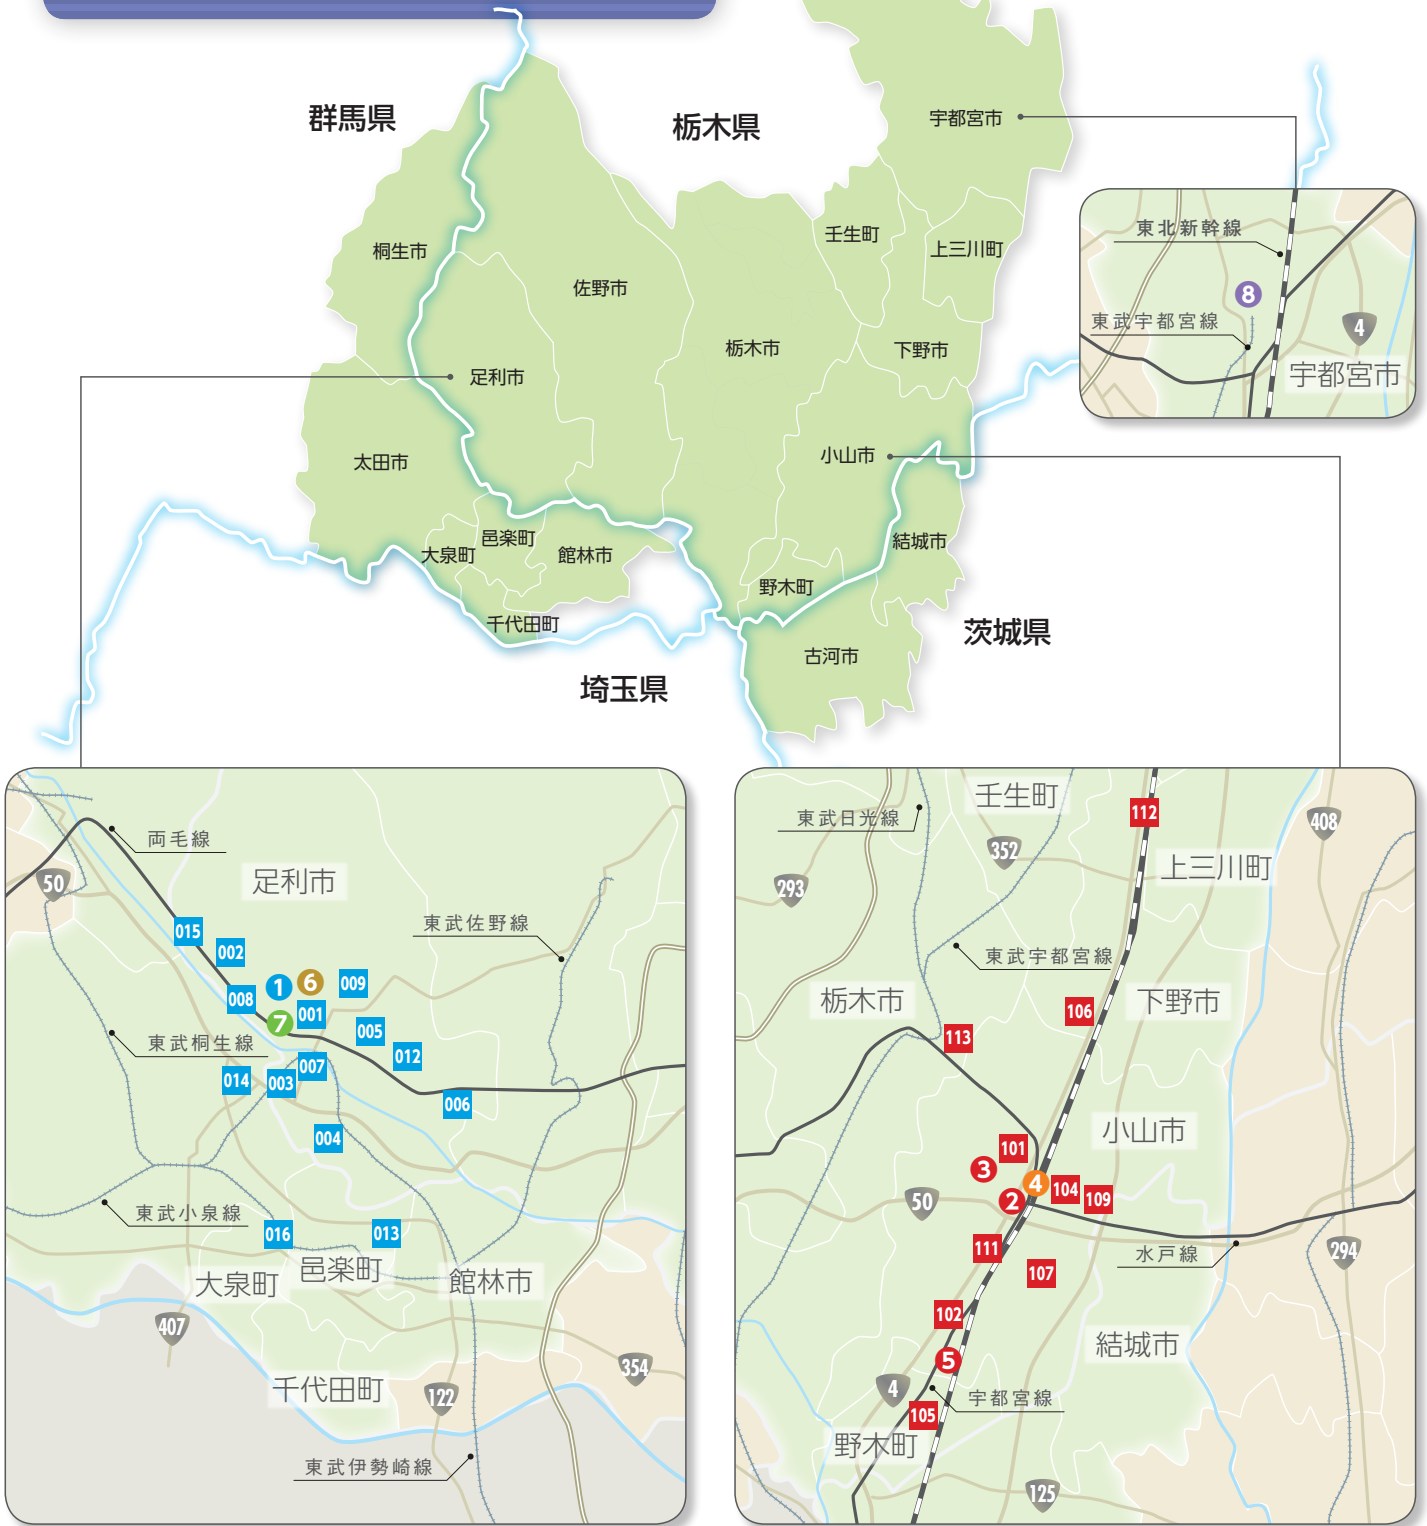 群馬県
栃木県
宇都宮市
桐生市
佐野市
壬生町
上三川町
栃木市
下野市
足利市
太田市
小山市
大泉町
邑楽町
館林市
結城市
野木町
千代田町
古河市
茨城県
埼玉県
東北新幹線
8
東武宇都宮線
4
宇都宮市
両毛線
50
足利市
015
002
東武佐野線
1
6
009
008
001
7
005
東武桐生線
012
007
014
003
006
004
東武小泉線
016
013
大泉町
邑楽町
館林市
407
354
千代田町
122
東武伊勢崎線
東武日光線
壬生町
112
408
352
上三川町
293
東武宇都宮線
栃木市
106
下野市
113
小山市
101
3
4
104
109
50
2
111
水戸線
294
107
102
結城市
5
4
宇都宮線
105
野木町
125